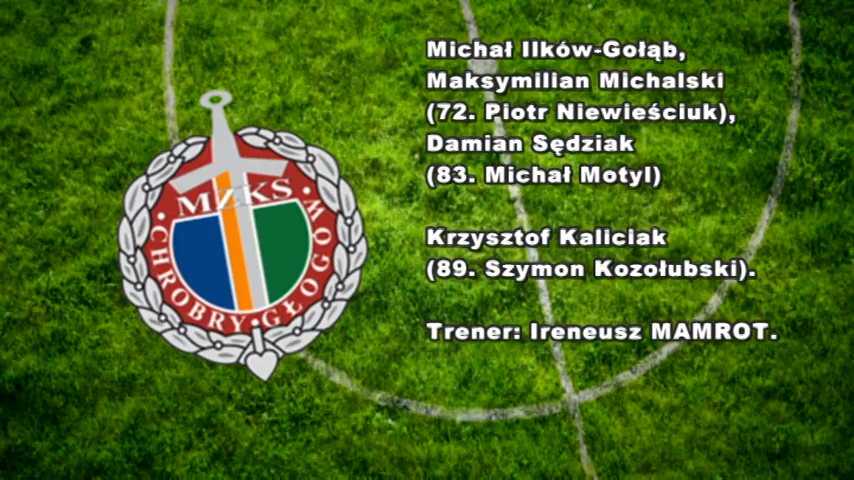 MZKS
CHROBRY GŁOGOW
Michał Ilków-Gołąb,
Maksymilian Michalski
(72. Piotr Niewieściuk),
Damian Sędziak
(83. Michał Motyl)
Krzysztof Kaliciak
(89. Szymon Kozołubski).
Trener: Ireneusz MAMROT.